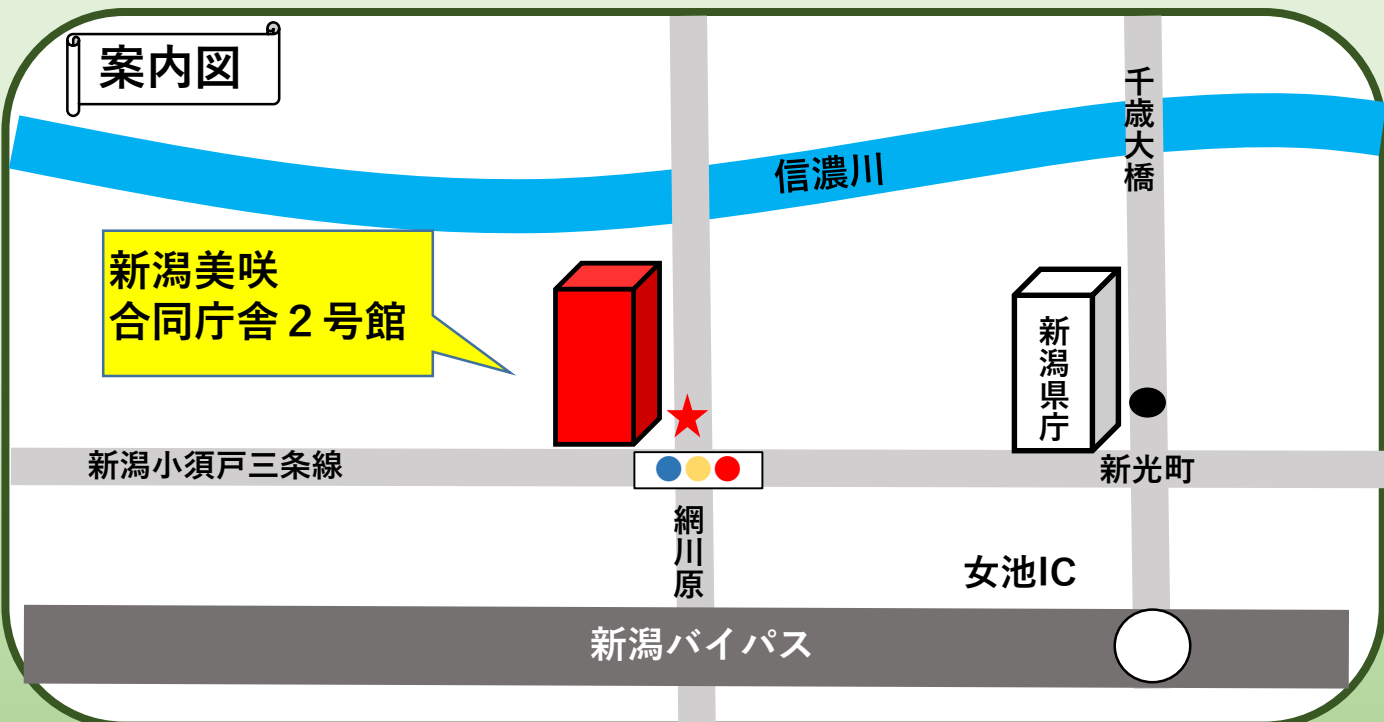 案内図
千歳大橋
信濃川
新潟美咲
合同庁舎２号館
新潟県庁
新潟小須戸三条線
新光町
網川原
女池IC
新潟バイパス